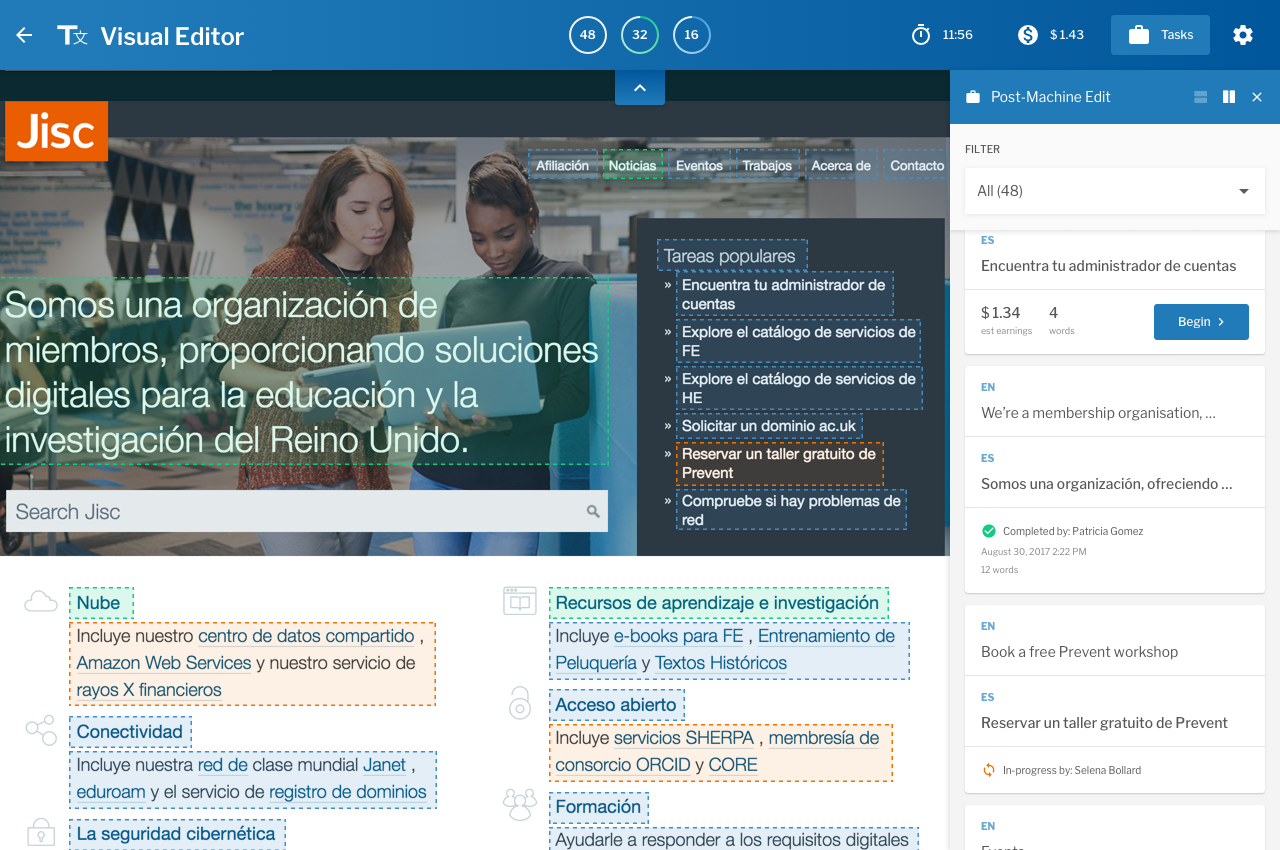 Visual Editor
48
32
16
11:56
$ 1.43
Tasks
Jisc
Afiliación
Noticias
Eventos
Trabajos
Acerca de
Contacto
Somos una organización de
miembros, proporcionando soluciones
digitales para la educación y la
investigación del Reino Unido.
Search Jisc
Tareas populares
» Encuentra tu administrador de
cuentas
» Explore el catálogo de servicios de
FE
» Explore el catálogo de servicios de
HE
» Solicitar un dominio ac.uk
» Reservar un taller gratuito de
Prevent
» Compruebe si hay problemas de
red
Nube
Incluye nuestro centro de datos compartido ,
Amazon Web Services y nuestro servicio de
rayos X financieros
Conectividad
Incluye nuestra red de clase mundial Janet ,
eduroam y el servicio de registro de dominios
La seguridad cibernética
Recursos de aprendizaje e investigación
Incluye e-books para FE , Entrenamiento de
Peluquería y Textos Históricos
Acceso abierto
Incluye servicios SHERPA , membresía de
consorcio ORCID y CORE
Formación
Ayudarle a responder a los requisitos digitales
Post-Machine Edit
FILTER
All (48)
ES
Encuentra tu administrador de cuentas
$ 1.34
est earnings
4
words
Begin
EN
We’re a membership organisation, ...
ES
Somos una organización, ofreciendo ...
Completed by: Patricia Gomez
August 30, 2017 2:22 PM
12 words
EN
Book a free Prevent workshop
ES
Reservar un taller gratuito de Prevent
In-progress by: Selena Bollard
EN
Events